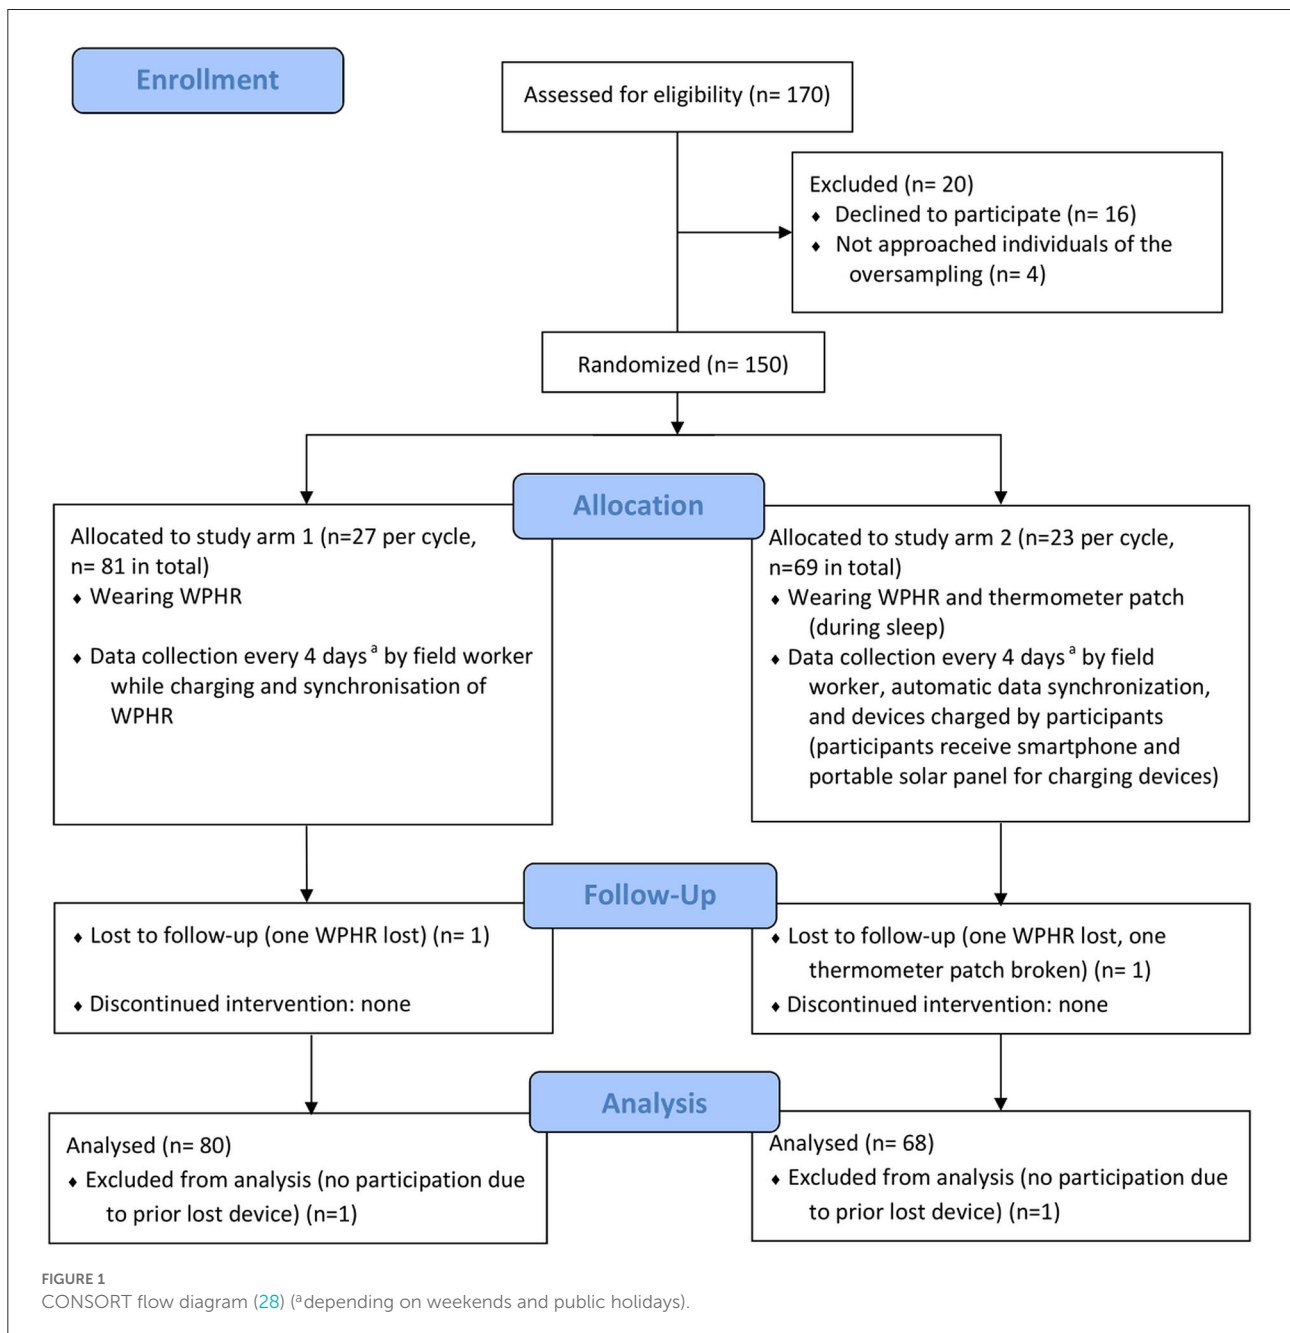 Enrollment
Assessed for eligibility (n= 170)
Excluded (n= 20)
♦ Declined to participate (n= 16)
♦ Not approached individuals of the
oversampling (n= 4)
Randomized (n= 150)
Allocation
Allocated to study arm 1 (n=27 per cycle,
n= 81 in total)
♦ Wearing WPHR
♦ Data collection every 4 days a by field worker
while charging and synchronisation of
WPHR
Allocated to study arm 2 (n=23 per cycle,
n=69 in total)
♦ Wearing WPHR and thermometer patch
(during sleep)
♦ Data collection every 4 days a by field
worker, automatic data synchronization,
and devices charged by participants
(participants receive smartphone and
portable solar panel for charging devices)
Follow-Up
♦ Lost to follow-up (one WPHR lost) (n= 1)
♦ Discontinued intervention: none
♦ Lost to follow-up (one WPHR lost, one
thermometer patch broken) (n= 1)
♦ Discontinued intervention: none
Analysis
Analysed (n= 80)
♦ Excluded from analysis (no participation due
to prior lost device) (n=1)
Analysed (n= 68)
♦ Excluded from analysis (no participation due
to prior lost device) (n=1)
FIGURE 1
CONSORT flow diagram (28) (a depending on weekends and public holidays).